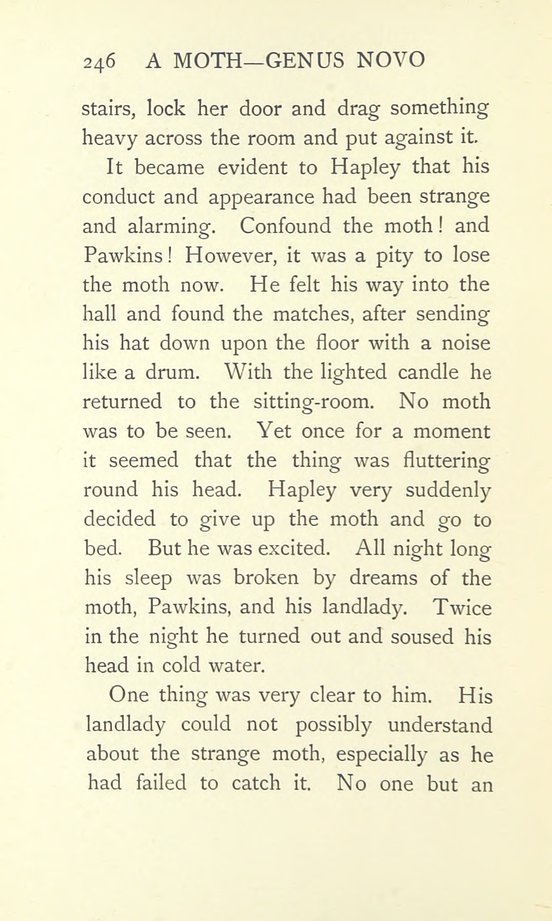 246 A MOTH—GENUS NOVO
stairs, lock her door and drag something
heavy across the room and put against it.
It became evident to Hapley that his
conduct and appearance had been strange
and alarming. Confound the moth! and
Pawkins! However, it was a pity to lose
the moth now. He felt his way into the
hall and found the matches, after sending
his hat down upon the floor with a noise
like a drum. With the lighted candle he
returned to the sitting-room. No moth
was to be seen. Yet once for a moment
it seemed that the thing was fluttering
round his head. Hapley very suddenly
decided to give up the moth and go to
bed. But he was excited. All night long
his sleep was broken by dreams of the
moth, Pawkins, and his landlady. Twice
in the night he turned out and soused his
head in cold water.
One thing was very clear to him. His
landlady could not possibly understand
about the strange moth, especially as he
had failed to catch it. No one but an